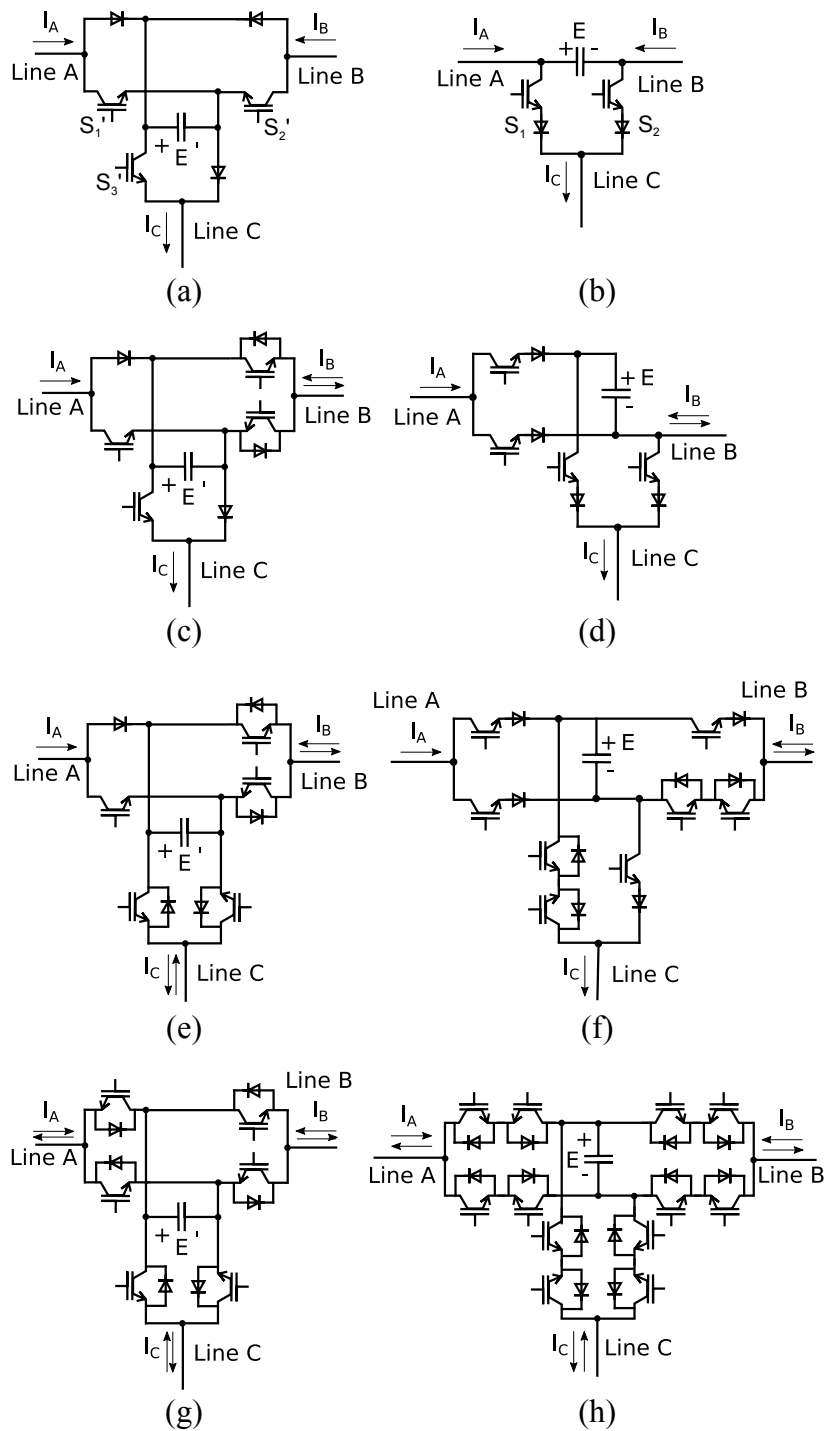 I_A
I_B
Line A
Line B
S_1'
S_2'
+ E -
S_3'
I_C
Line C
(a)
E
+ -
I_A
I_B
Line A
Line B
S_1
S_2
I_C
Line C
(b)
I_A
I_B
Line A
Line B
+ E -
I_C
Line C
(c)
I_A
+ E
-
I_B
Line A
Line B
I_C
Line C
(d)
I_A
I_B
Line A
Line B
+ E -
I_C
Line C
(e)
Line A
Line B
I_A
I_B
+ E
-
I_C
Line C
(f)
Line B
I_A
I_B
Line A
+ E -
I_C
Line C
(g)
I_A
I_B
+
E
-
Line A
Line B
I_C
Line C
(h)